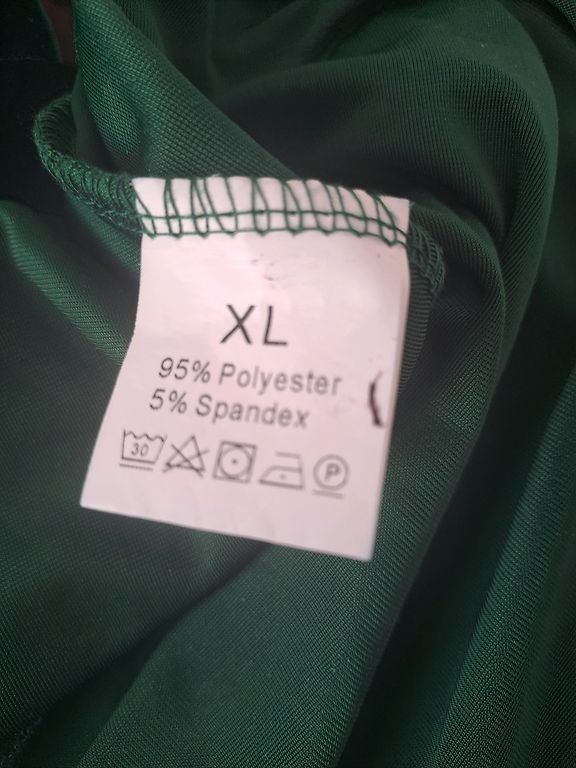 XL
95% Polyester
5% Spandex
30 P